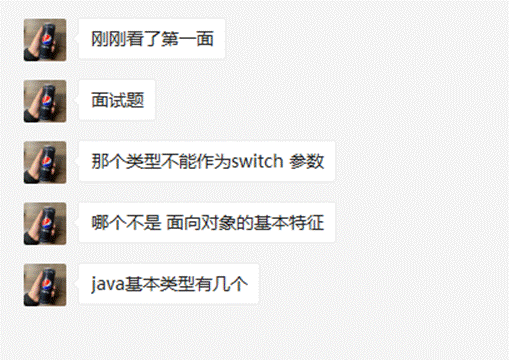 刚刚看了第一面
面试题
那个类型不能作为switch 参数
哪个不是 面向对象的基本特征
java基本类型有几个